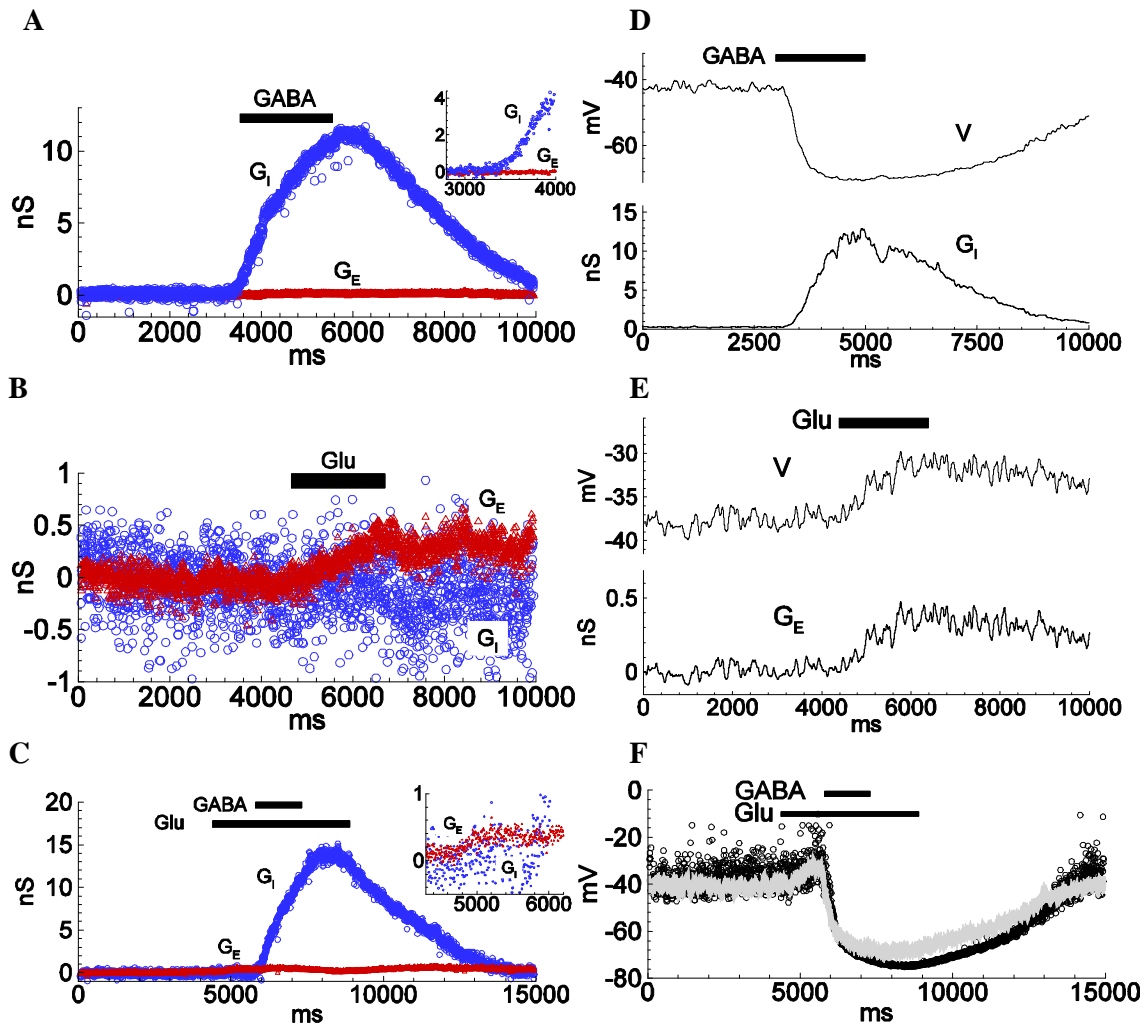 A
GABA
nS
10
5
0
G_I
G_E
0 2000 4000 6000 8000 10000
ms
4
2
0
G_I
G_E
3000 4000
B
Glu
nS
1
0.5
0
-0.5
-1
G_E
G_I
0 2000 4000 6000 8000 10000
ms
C
GABA
Glu
nS
20
15
10
5
0
G_I
G_E
0 5000 10000 15000
ms
1
0
G_E
G_I
5000 6000
D
GABA
mV
-40
-60
V
nS
15
10
5
0
G_I
0 2500 5000 7500 10000
ms
E
Glu
mV
-30
-35
-40
V
nS
0.5
0
G_E
0 2000 4000 6000 8000 10000
ms
F
GABA
Glu
mV
0
-20
-40
-60
-80
0 5000 10000 15000
ms